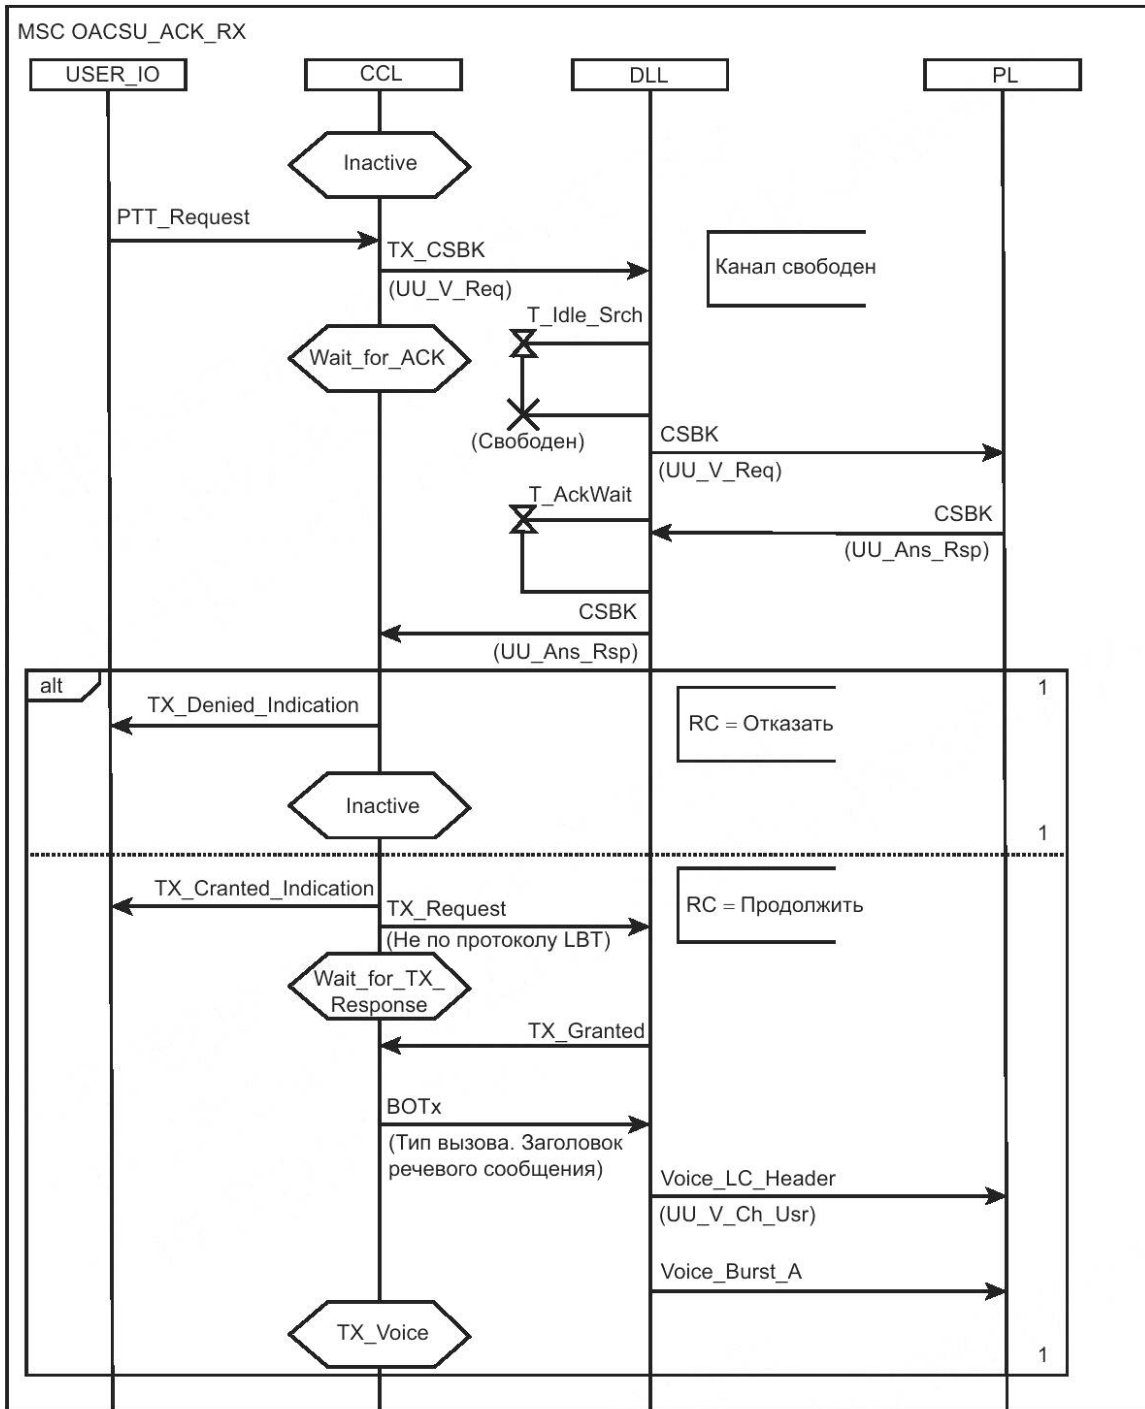 MSC OACSU_ACK_RX
USER_IO
CCL
DLL
PL
Inactive
PTT_Request
TX_CSBK
(UU_V_Req)
Канал свободен
T_Idle_Srch
Wait_for_ACK
(Свободен)
CSBK
(UU_V_Req)
T_AckWait
CSBK
(UU_Ans_Rsp)
CSBK
(UU_Ans_Rsp)
alt
1
TX_Denied_Indication
RC = Отказать
Inactive
1
TX_Cranted_Indication
TX_Request
(Не по протоколу LBT)
RC = Продолжить
Wait_for_TX_
Response
TX_Granted
BOTx
(Тип вызова. Заголовок
речевого сообщения)
Voice_LC_Header
(UU_V_Ch_Usr)
Voice_Burst_A
TX_Voice
1